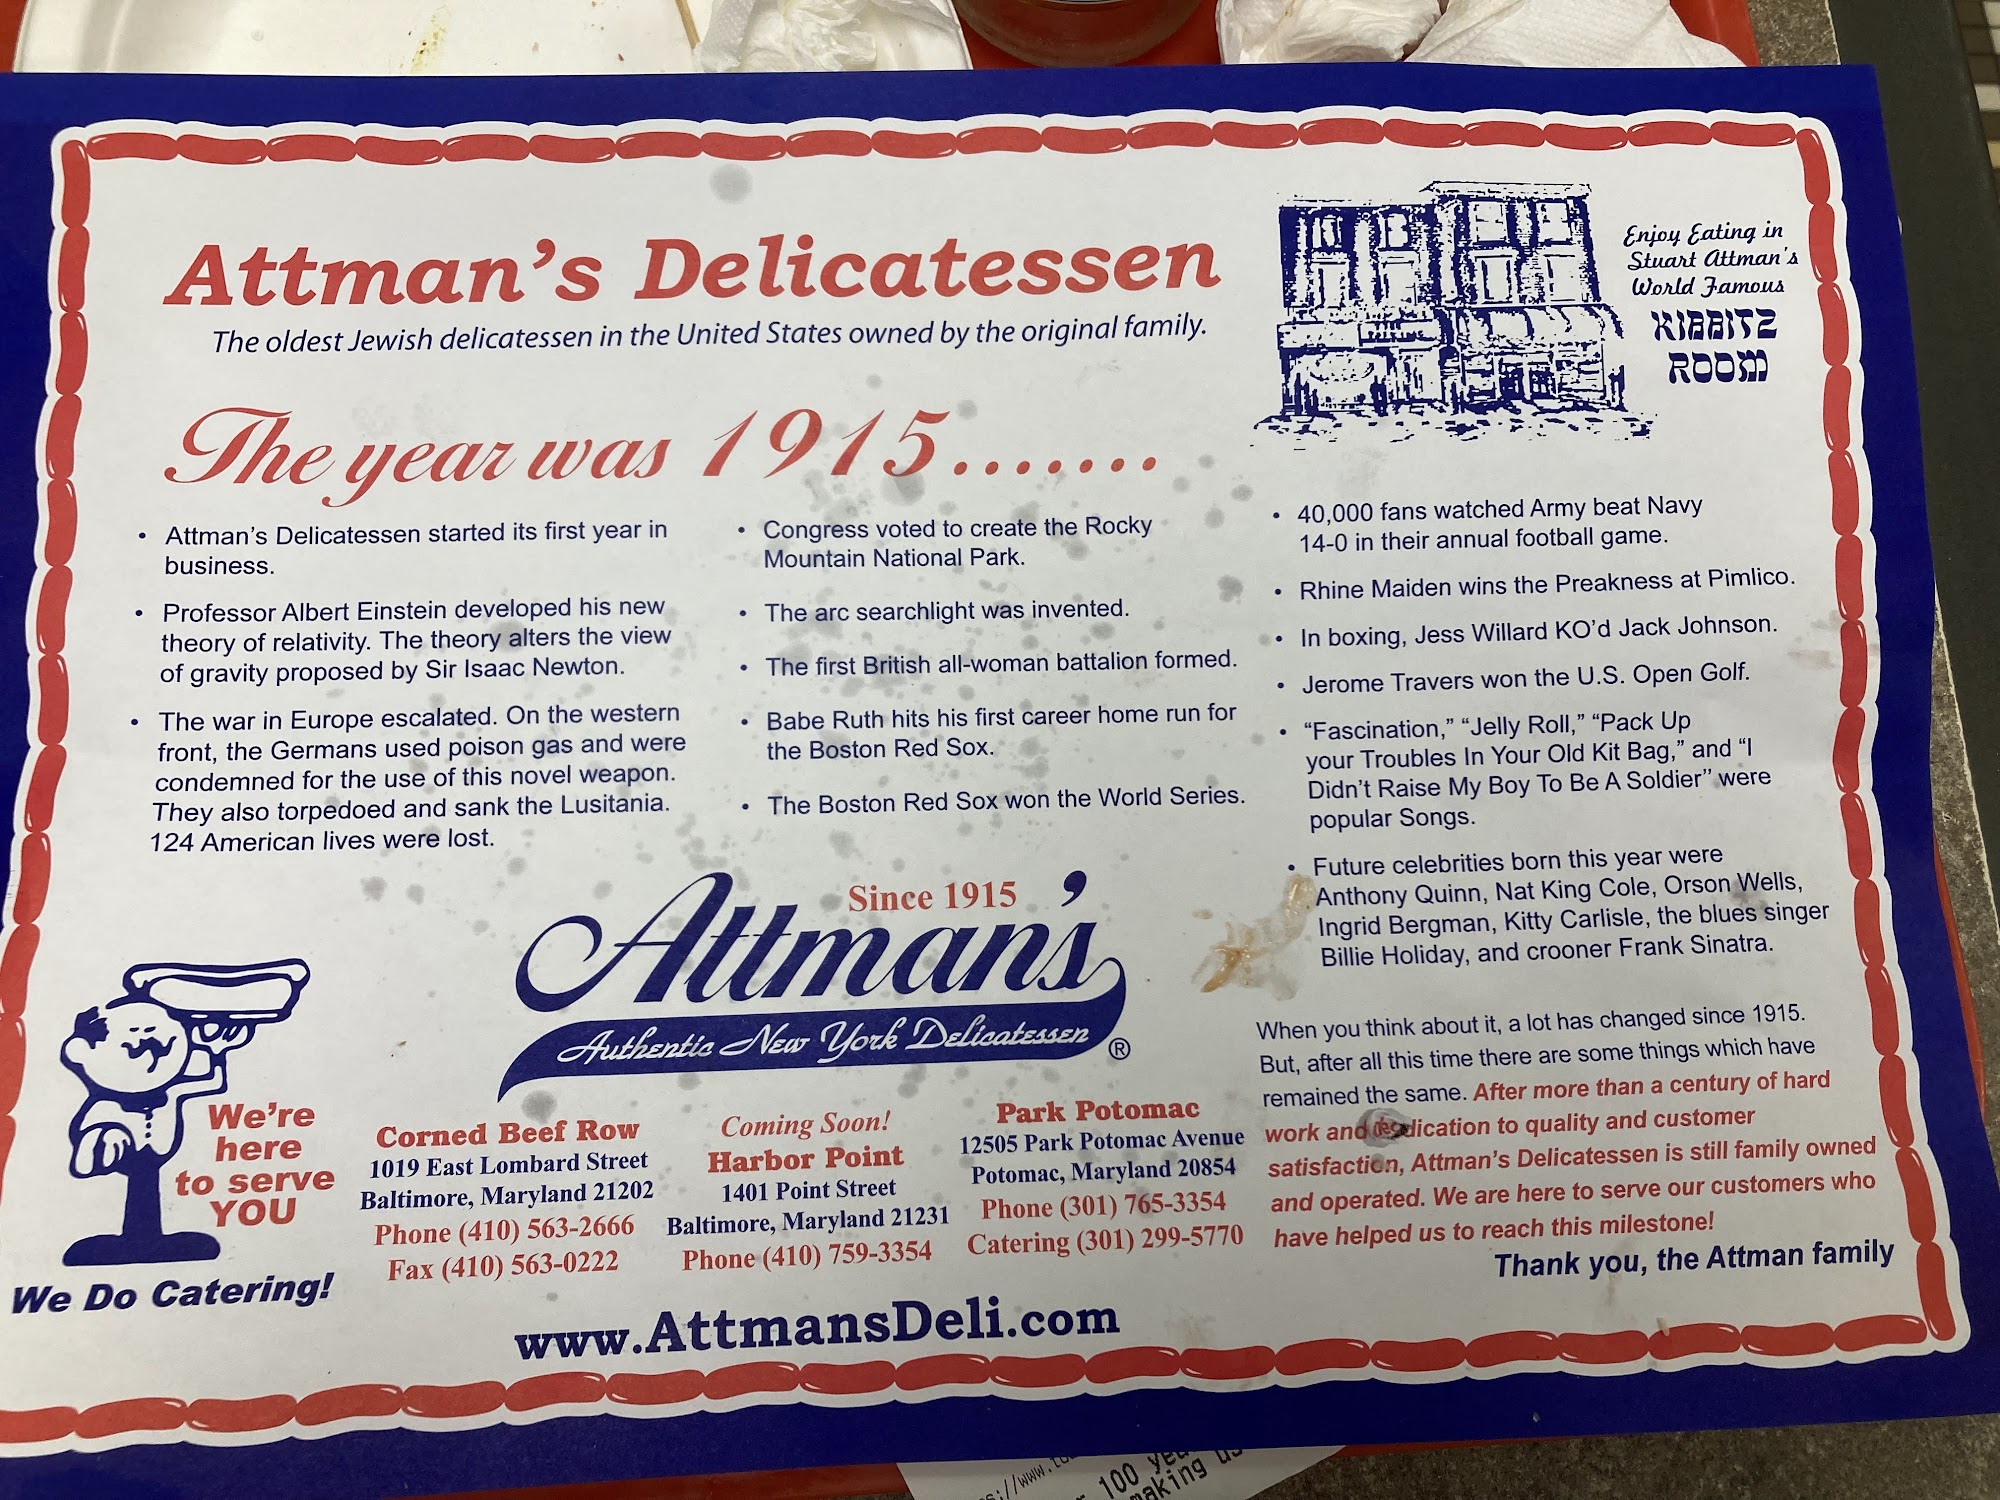 Attman's Delicatessen
The oldest Jewish delicatessen in the United States owned by the original family.
Enjoy Eating in
Stuart Attman's
World Famous
KIBBITZ
ROOM
The year was 1915.......
• Attman's Delicatessen started its first year in
business.
• Professor Albert Einstein developed his new
theory of relativity. The theory alters the view
of gravity proposed by Sir Isaac Newton.
• The war in Europe escalated. On the western
front, the Germans used poison gas and were
condemned for the use of this novel weapon.
They also torpedoed and sank the Lusitania.
124 American lives were lost.
• Congress voted to create the Rocky
Mountain National Park.
• The arc searchlight was invented.
• The first British all-woman battalion formed.
• Babe Ruth hits his first career home run for
the Boston Red Sox.
• The Boston Red Sox won the World Series.
• 40,000 fans watched Army beat Navy
14-0 in their annual football game.
• Rhine Maiden wins the Preakness at Pimlico.
• In boxing, Jess Willard KO'd Jack Johnson.
• Jerome Travers won the U.S. Open Golf.
• "Fascination," "Jelly Roll," "Pack Up
your Troubles In Your Old Kit Bag," and "I
Didn't Raise My Boy To Be A Soldier" were
popular Songs.
• Future celebrities born this year were
Anthony Quinn, Nat King Cole, Orson Wells,
Ingrid Bergman, Kitty Carlisle, the blues singer
Billie Holiday, and crooner Frank Sinatra.
When you think about it, a lot has changed since 1915.
But, after all this time there are some things which have
remained the same. After more than a century of hard
work and dedication to quality and customer
satisfaction, Attman's Delicatessen is still family owned
and operated. We are here to serve our customers who
have helped us to reach this milestone!
Thank you, the Attman family
Since 1915
Attman's
Authentic New York Delicatessen ®
We're
here
to serve
YOU
We Do Catering!
Corned Beef Row
1019 East Lombard Street
Baltimore, Maryland 21202
Phone (410) 563-2666
Fax (410) 563-0222
Coming Soon!
Harbor Point
1401 Point Street
Baltimore, Maryland 21231
Phone (410) 759-3354
Park Potomac
12505 Park Potomac Avenue
Potomac, Maryland 20854
Phone (301) 765-3354
Catering (301) 299-5770
www.AttmansDeli.com
100
making us